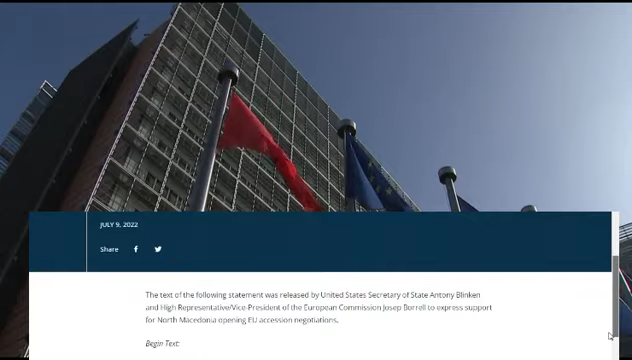 JULY 9, 2022
Share
The text of the following statement was released by United States Secretary of State Antony Blinken
and High Representative/Vice-President of the European Commission Josep Borrell to express support
for North Macedonia opening EU accession negotiations.
Begin Text: